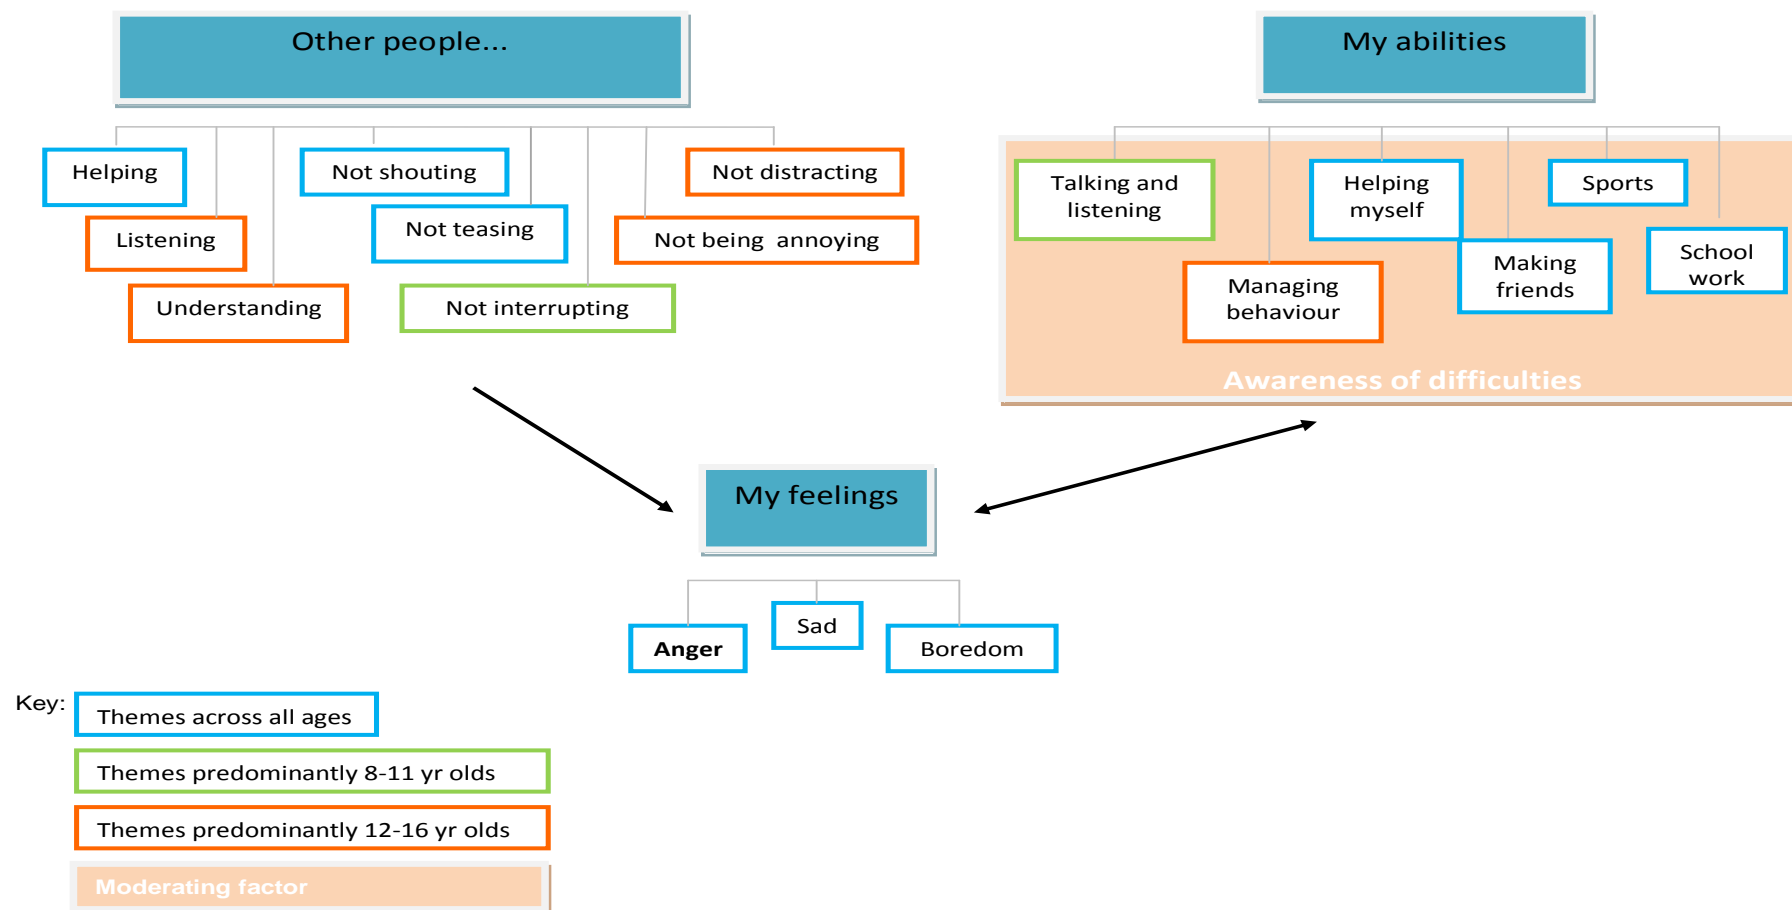 Other people...
My abilities
Helping
Not shouting
Not distracting
Listening
Not teasing
Not being annoying
Understanding
Not interrupting
Talking and
listening
Helping
myself
Sports
Managing
behaviour
Making
friends
School
work
Awareness of difficulties
My feelings
Anger
Sad
Boredom
Key:
Themes across all ages
Themes predominantly 8-11 yr olds
Themes predominantly 12-16 yr olds
Moderating factor